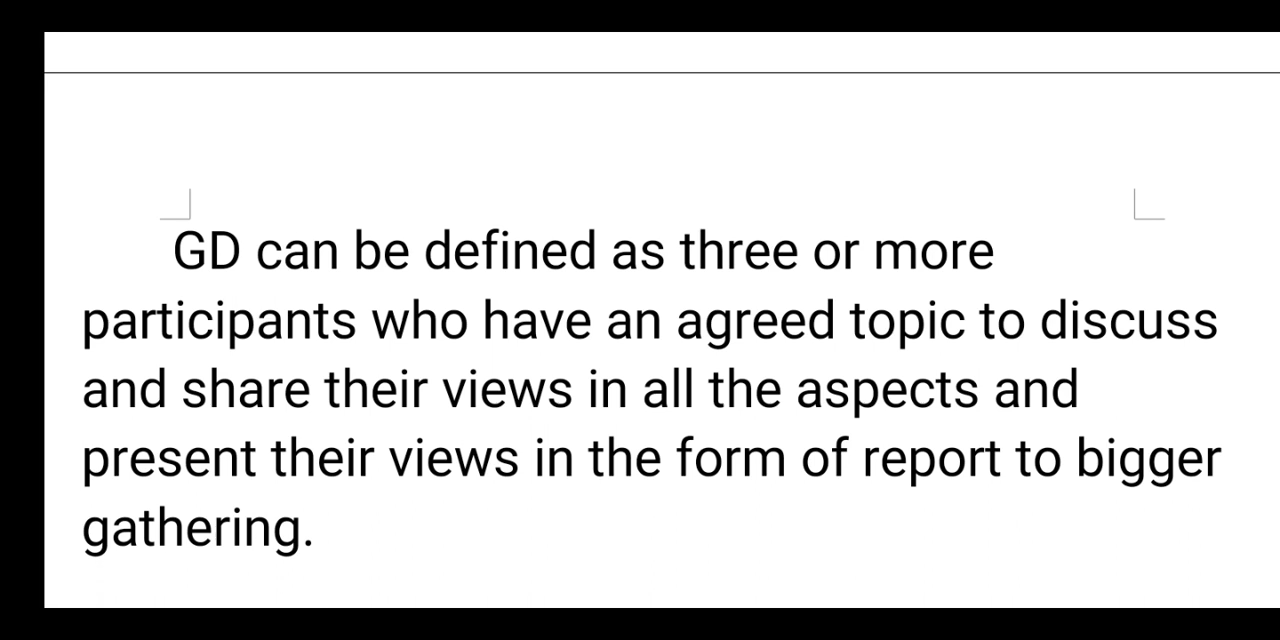 GD can be defined as three or more
participants who have an agreed topic to discuss
and share their views in all the aspects and
present their views in the form of report to bigger
gathering.